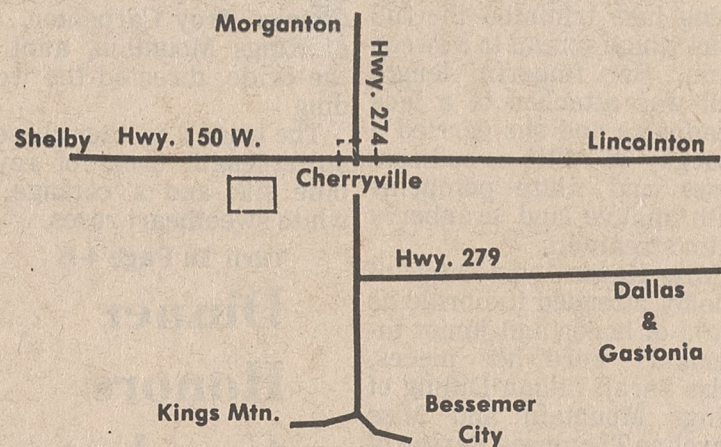 Morganton
Hwy. 274
Shelby Hwy. 150 W.
Lincolnton
Cherryville
Hwy. 279
Dallas
&
Gastonia
Kings Mtn.
Bessemer
City